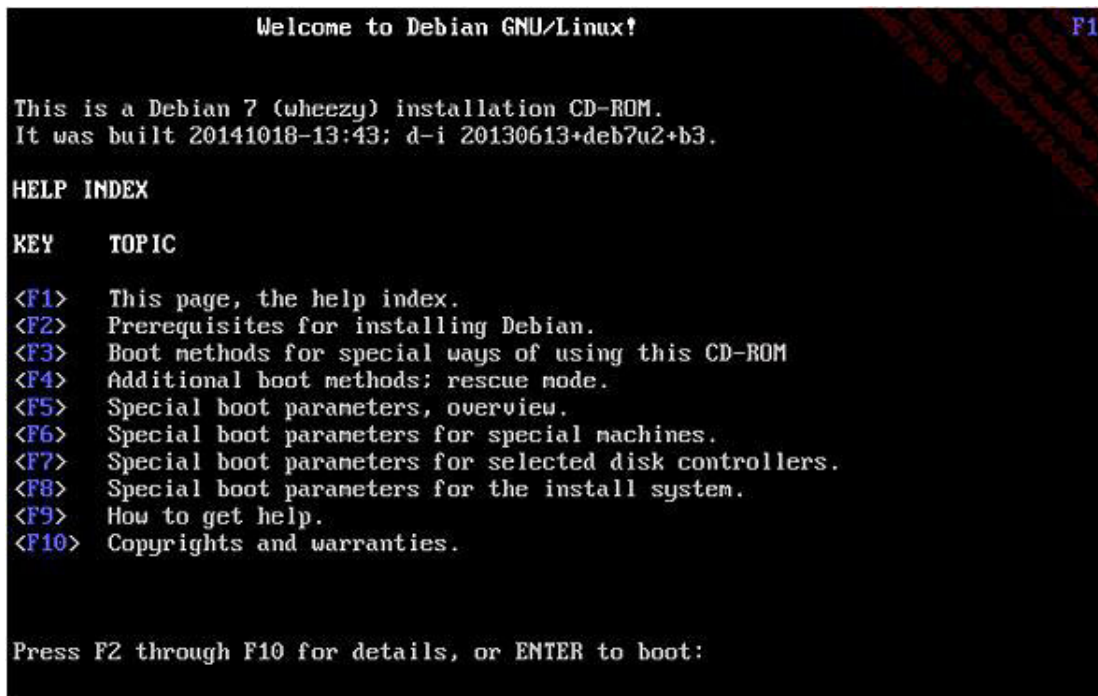 Welcome to Debian GNU/Linux!
F1
This is a Debian 7 (wheezy) installation CD-ROM.
It was built 20141018-13:43; d-i 20130613+deb7u2+b3.
HELP INDEX
KEY TOPIC
<F1> This page, the help index.
<F2> Prerequisites for installing Debian.
<F3> Boot methods for special ways of using this CD-ROM
<F4> Additional boot methods; rescue mode.
<F5> Special boot parameters, overview.
<F6> Special boot parameters for special machines.
<F7> Special boot parameters for selected disk controllers.
<F8> Special boot parameters for the install system.
<F9> How to get help.
<F10> Copyrights and warranties.
Press F2 through F10 for details, or ENTER to boot: